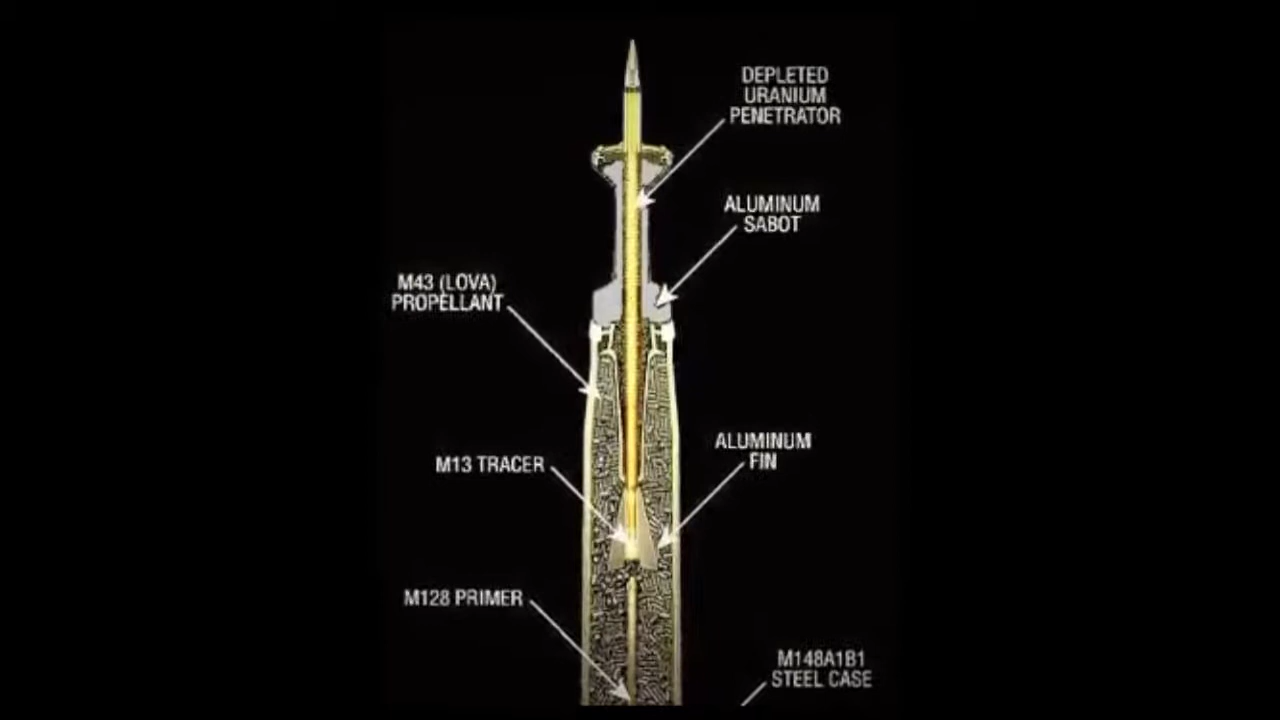 DEPLETED
URANIUM
PENETRATOR
ALUMINUM
SABOT
M43 (LOVA)
PROPELLANT
ALUMINUM
FIN
M13 TRACER
M128 PRIMER
M148A1B1
STEEL CASE